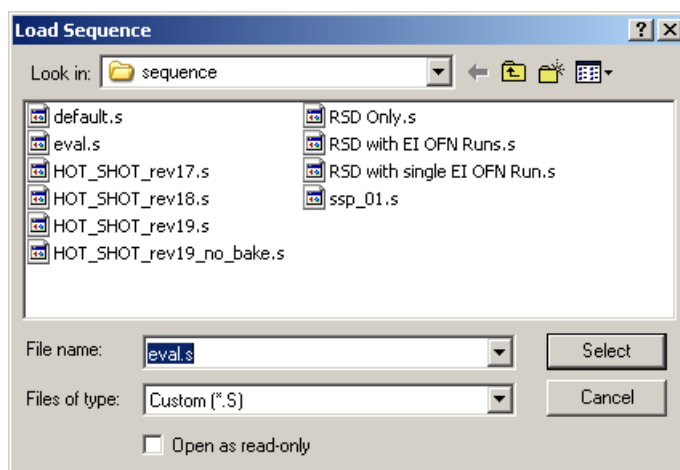 Load Sequence
Look in: sequence
default.s
eval.s
HOT_SHOT_rev17.s
HOT_SHOT_rev18.s
HOT_SHOT_rev19.s
HOT_SHOT_rev19_no_bake.s
RSD Only.s
RSD with EI OFN Runs.s
RSD with single EI OFN Run.s
ssp_01.s
File name: eval.s Select
Files of type: Custom (*.S) Cancel
Open as read-only